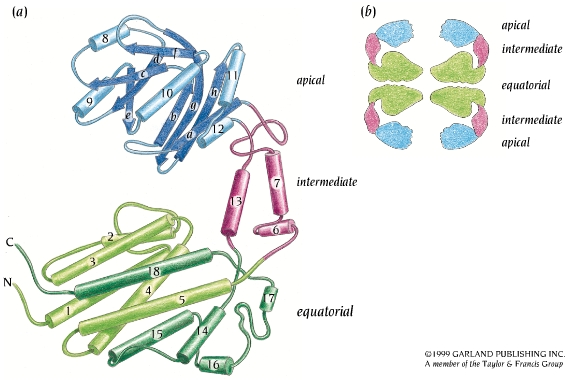 (a)
8
f
d
c
9
e
10
b
g
h
a
11
12
apical
intermediate
13
7
6
C
N
2
3
18
4
1
5
17
15
14
16
equatorial
(b)
apical
intermediate
equatorial
intermediate
apical
©1999 GARLAND PUBLISHING INC.
A member of the Taylor & Francis Group